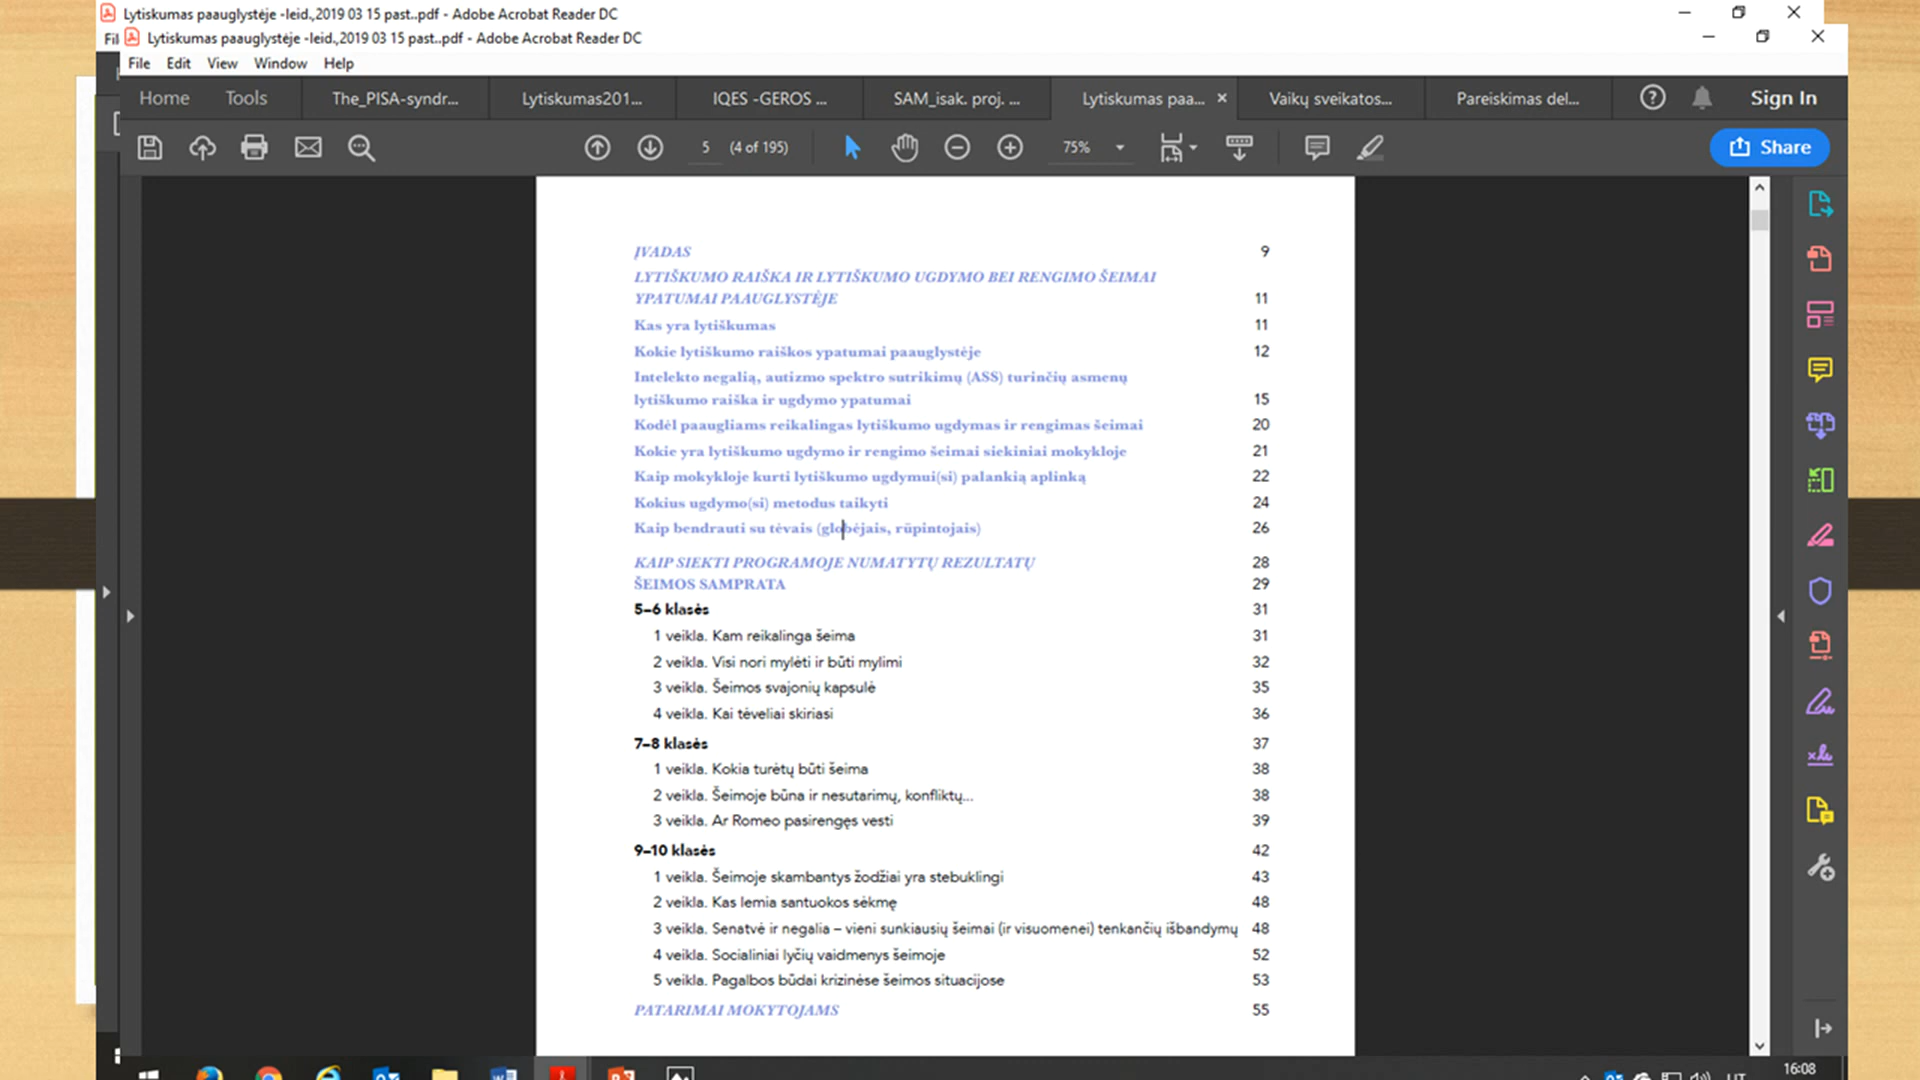 Lytiskumas paauglystėje -leid.,2019 03 15 past..pdf - Adobe Acrobat Reader DC
Lytiskumas paauglystėje -leid.,2019 03 15 past..pdf - Adobe Acrobat Reader DC
File Edit View Window Help
Home Tools The_PISA-syndr... Lytiskumas201... IQES -GEROS ... SAM_isak. proj. ... Lytiskumas paa... Vaikų sveikatos... Pareiskimas del... Sign In
5 (4 of 195) 75% Share
ĮVADAS 9
LYTIŠKUMO RAIŠKA IR LYTIŠKUMO UGDYMO BEI RENGIMO ŠEIMAI
YPATUMAI PAAUGLYSTĖJE 11
Kas yra lytiškumas 11
Kokie lytiškumo raiškos ypatumai paauglystėje 12
Intelekto negalią, autizmo spektro sutrikimų (ASS) turinčių asmenų
lytiškumo raiška ir ugdymo ypatumai 15
Kodėl paaugliams reikalingas lytiškumo ugdymas ir rengimas šeimai 20
Kokie yra lytiškumo ugdymo ir rengimo šeimai siekiniai mokykloje 21
Kaip mokykloje kurti lytiškumo ugdymui(si) palankią aplinką 22
Kokius ugdymo(si) metodus taikyti 24
Kaip bendrauti su tėvais (globėjais, rūpintojais) 26
KAIP SIEKTI PROGRAMOJE NUMATYTŲ REZULTATŲ 28
ŠEIMOS SAMPRATA 29
5–6 klasės 31
1 veikla. Kam reikalinga šeima 31
2 veikla. Visi nori mylėti ir būti mylimi 32
3 veikla. Šeimos svajonių kapsulė 35
4 veikla. Kai tėveliai skiriasi 36
7–8 klasės 37
1 veikla. Kokia turėtų būti šeima 38
2 veikla. Šeimoje būna ir nesutarimų, konfliktų... 38
3 veikla. Ar Romeo pasirengęs vesti 39
9–10 klasės 42
1 veikla. Šeimoje skambantys žodžiai yra stebuklingi 43
2 veikla. Kas lemia santuokos sėkmę 48
3 veikla. Senatvė ir negalia – vieni sunkiausių šeimai (ir visuomenei) tenkančių išbandymų 48
4 veikla. Socialiniai lyčių vaidmenys šeimoje 52
5 veikla. Pagalbos būdai krizinėse šeimos situacijose 53
PATARIMAI MOKYTOJAMS 55
16:08